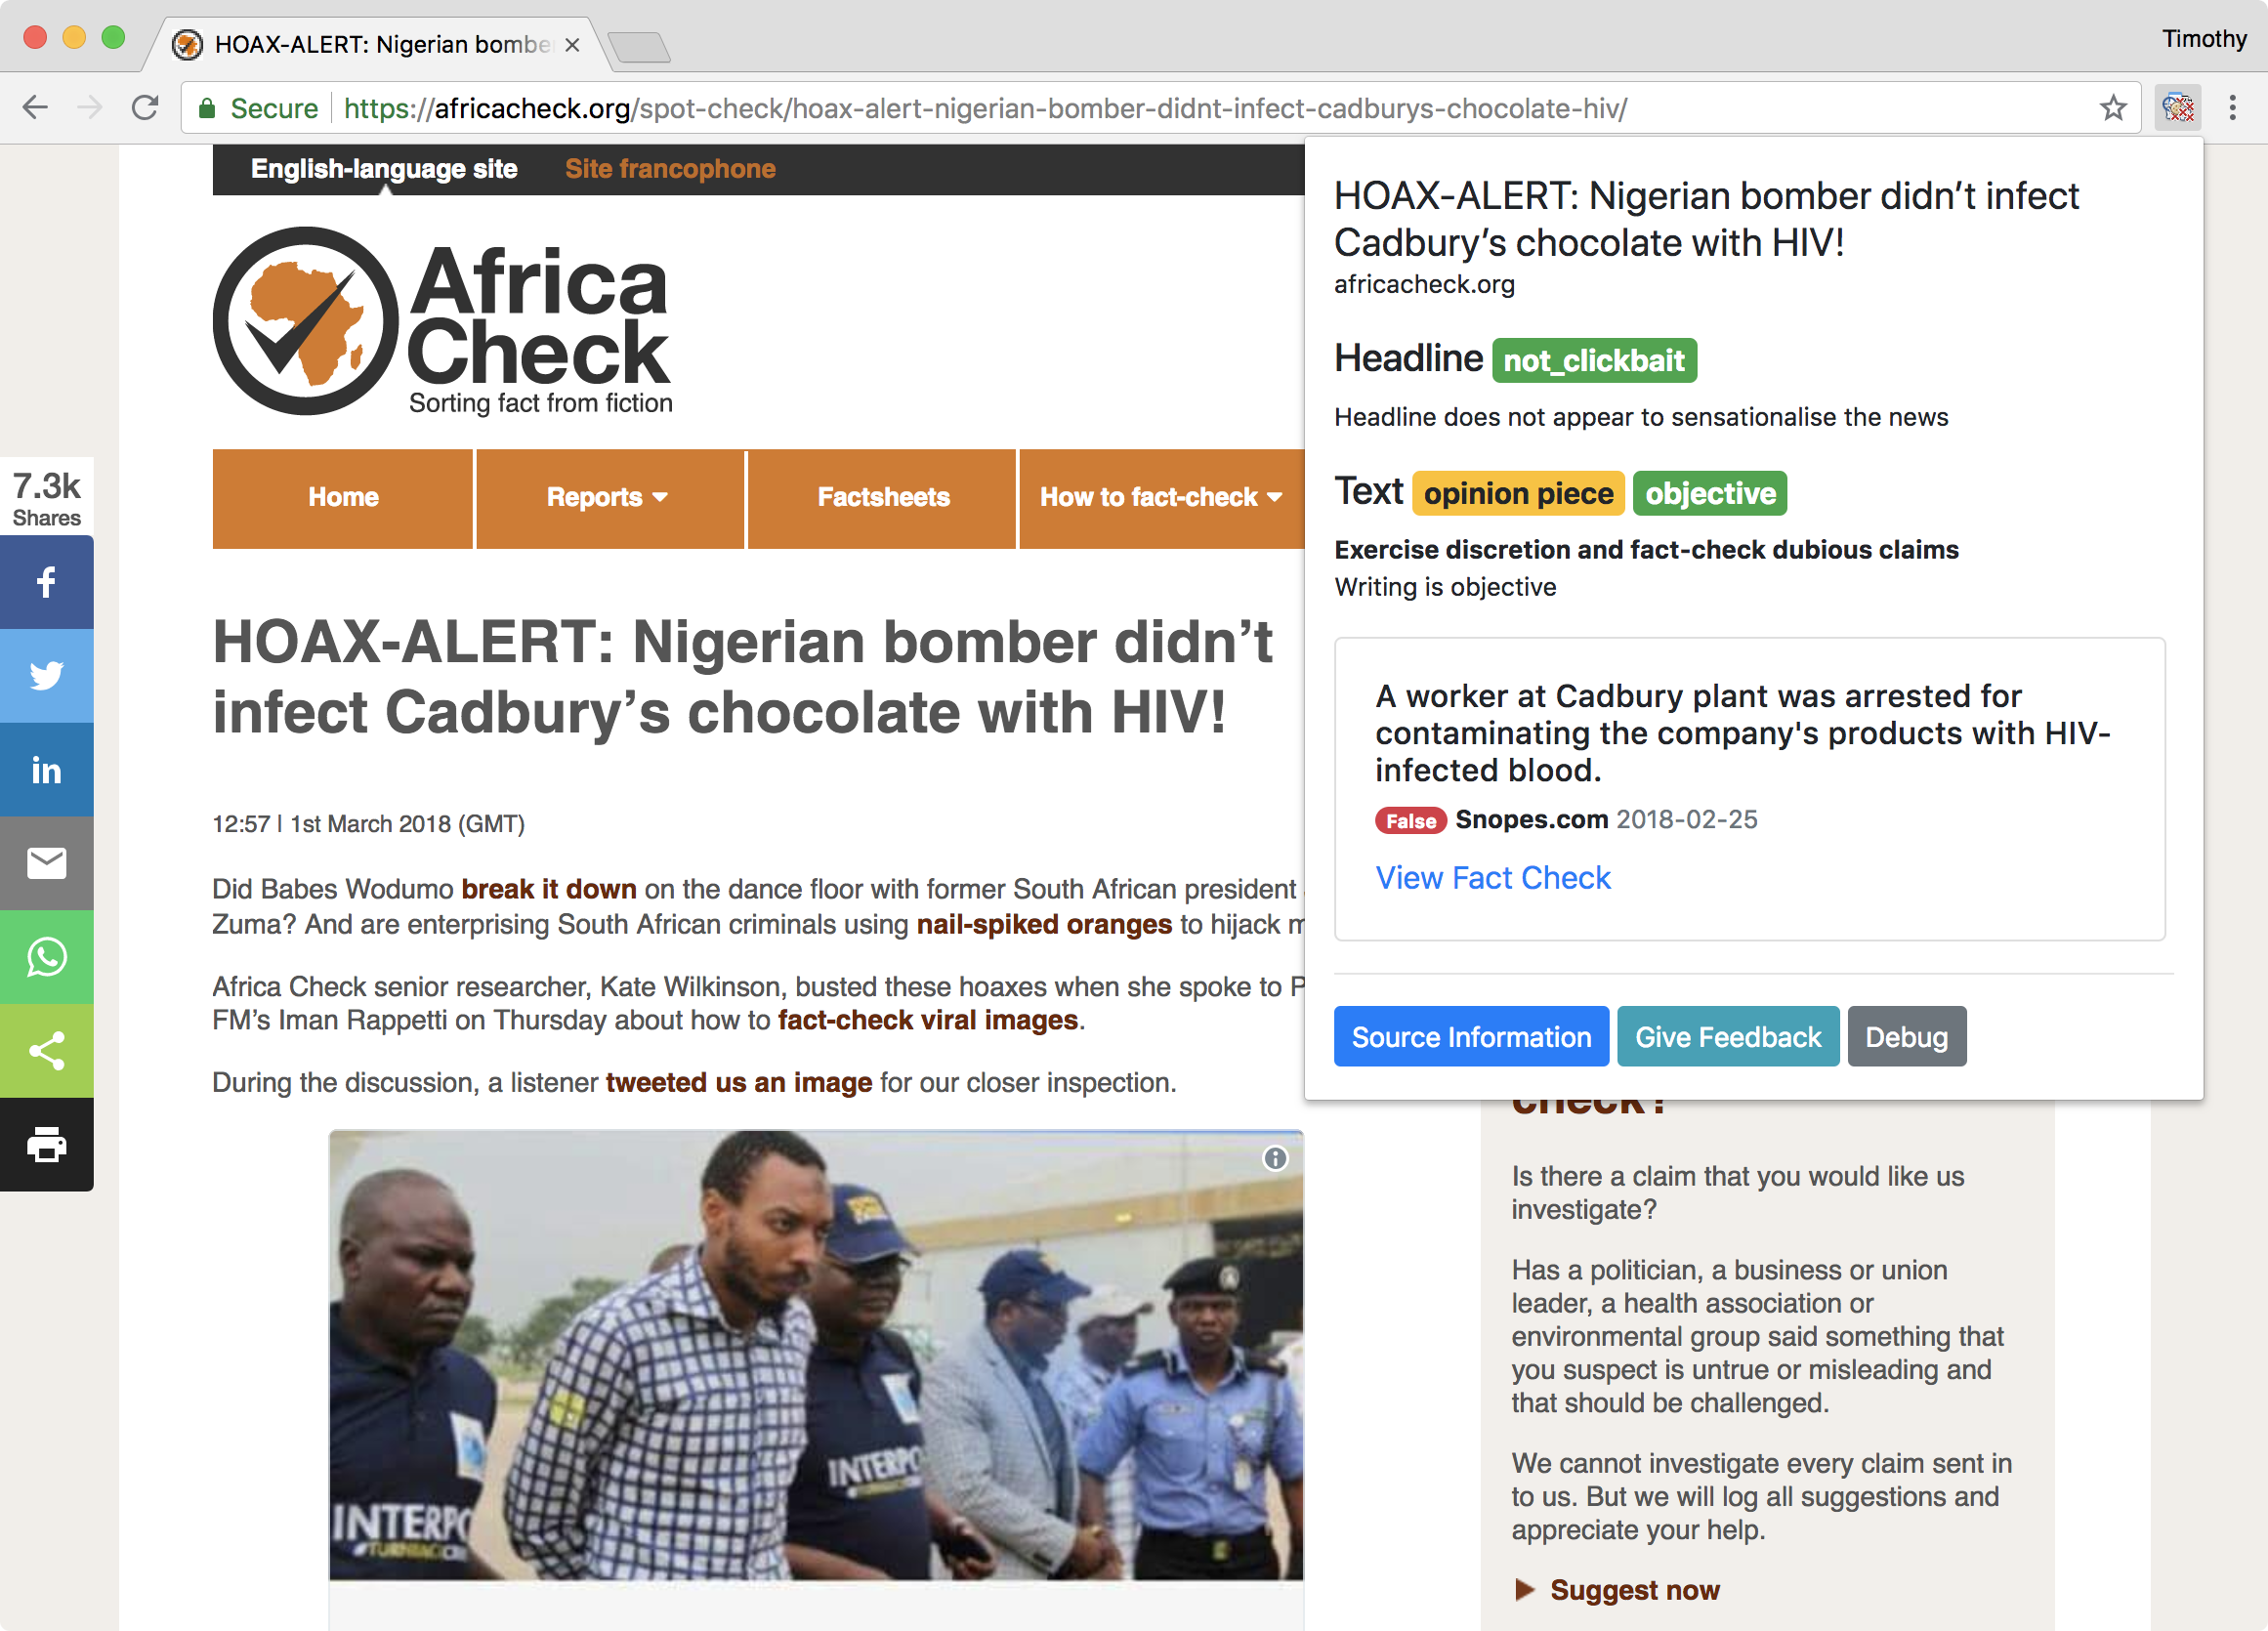 HOAX-ALERT: Nigerian bombe
Timothy
Secure
https://africacheck.org/spot-check/hoax-alert-nigerian-bomber-didnt-infect-cadburys-chocolate-hiv/
English-language site
Site francophone
Africa
Check
Sorting fact from fiction
Home
Reports
Factsheets
How to fact-check
7.3k
Shares
HOAX-ALERT: Nigerian bomber didn’t
infect Cadbury’s chocolate with HIV!
12:57 | 1st March 2018 (GMT)
Did Babes Wodumo break it down on the dance floor with former South African president
Zuma? And are enterprising South African criminals using nail-spiked oranges to hijack m
Africa Check senior researcher, Kate Wilkinson, busted these hoaxes when she spoke to P
FM’s Iman Rappetti on Thursday about how to fact-check viral images.
During the discussion, a listener tweeted us an image for our closer inspection.
INTERPO
INTERPO
HOAX-ALERT: Nigerian bomber didn’t infect
Cadbury’s chocolate with HIV!
africacheck.org
Headline not_clickbait
Headline does not appear to sensationalise the news
Text opinion piece objective
Exercise discretion and fact-check dubious claims
Writing is objective
A worker at Cadbury plant was arrested for
contaminating the company's products with HIV-
infected blood.
False Snopes.com 2018-02-25
View Fact Check
Source Information
Give Feedback
Debug
check?
Is there a claim that you would like us
investigate?
Has a politician, a business or union
leader, a health association or
environmental group said something that
you suspect is untrue or misleading and
that should be challenged.
We cannot investigate every claim sent in
to us. But we will log all suggestions and
appreciate your help.
Suggest now